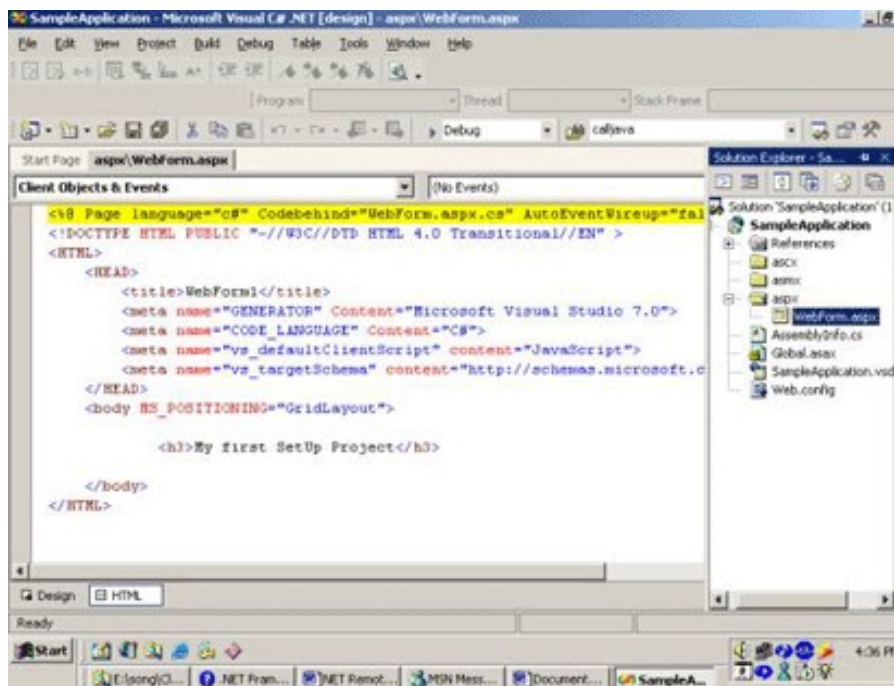 SampleApplication - Microsoft Visual C# .NET [design] - aspx\WebForm.aspx
File Edit View Project Build Debug Table Tools Window Help
Program Thread Stack Frame
Debug calljava
Start Page aspx\WebForm.aspx
Client Objects & Events (No Events)
<%@ Page language="c#" Codebehind="WebForm.aspx.cs" AutoEventWireup="fal
<!DOCTYPE HTML PUBLIC "-//W3C//DTD HTML 4.0 Transitional//EN" >
<HTML>
<HEAD>
<title>WebForm1</title>
<meta name="GENERATOR" Content="Microsoft Visual Studio 7.0">
<meta name="CODE_LANGUAGE" Content="C#">
<meta name="vs_defaultClientScript" content="JavaScript">
<meta name="vs_targetSchema" content="http://schemas.microsoft.c
</HEAD>
<body MS_POSITIONING="GridLayout">
<h3>My first SetUp Project</h3>
</body>
</HTML>
Design HTML
Ready
Solution Explorer - Sa...
Solution 'SampleApplication' (1
SampleApplication
References
ascx
asmx
aspx
WebForm.aspx
AssemblyInfo.cs
Global.asax
SampleApplication.vsd
Web.config
Start
4:36 PM
.NET Fram... .NET Remot... MSN Mess... Document... SampleA...